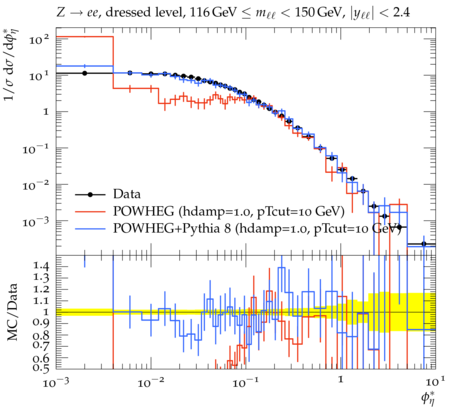 Z → ee, dressed level, 116 GeV ≤ mℓℓ < 150 GeV, |yℓℓ| < 2.4
1/σ dσ/dϕ*η
10²
10¹
1
10⁻¹
10⁻²
10⁻³
Data
POWHEG (hdamp=1.0, pTcut=10 GeV)
POWHEG+Pythia 8 (hdamp=1.0, pTcut=10 GeV)
MC/Data
1.4
1.3
1.2
1.1
1
0.9
0.8
0.7
0.6
0.5
10⁻³ 10⁻² 10⁻¹ 1 10¹
ϕ*η